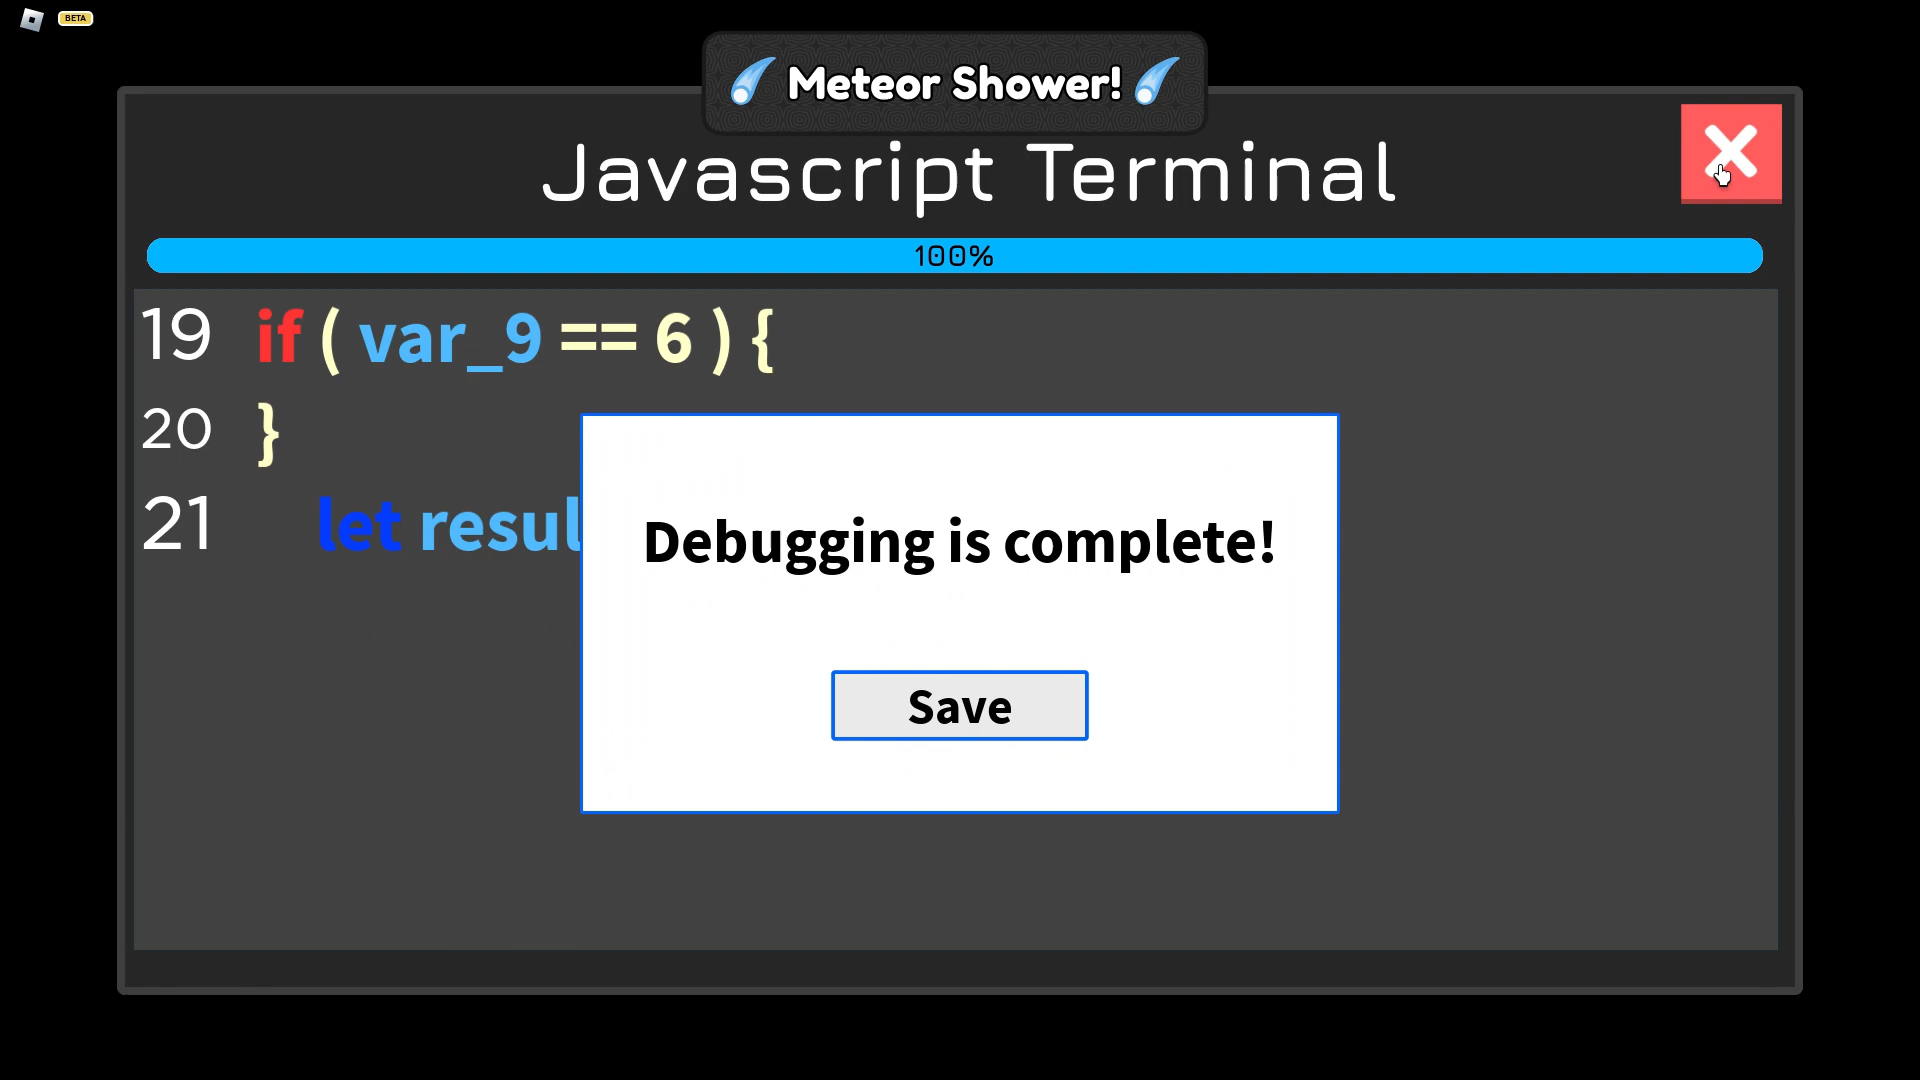 BETA
Meteor Shower!
Javascript Terminal
100%
19 if ( var_9 == 6 ) {
20 }
21 let resul
Debugging is complete!
Save